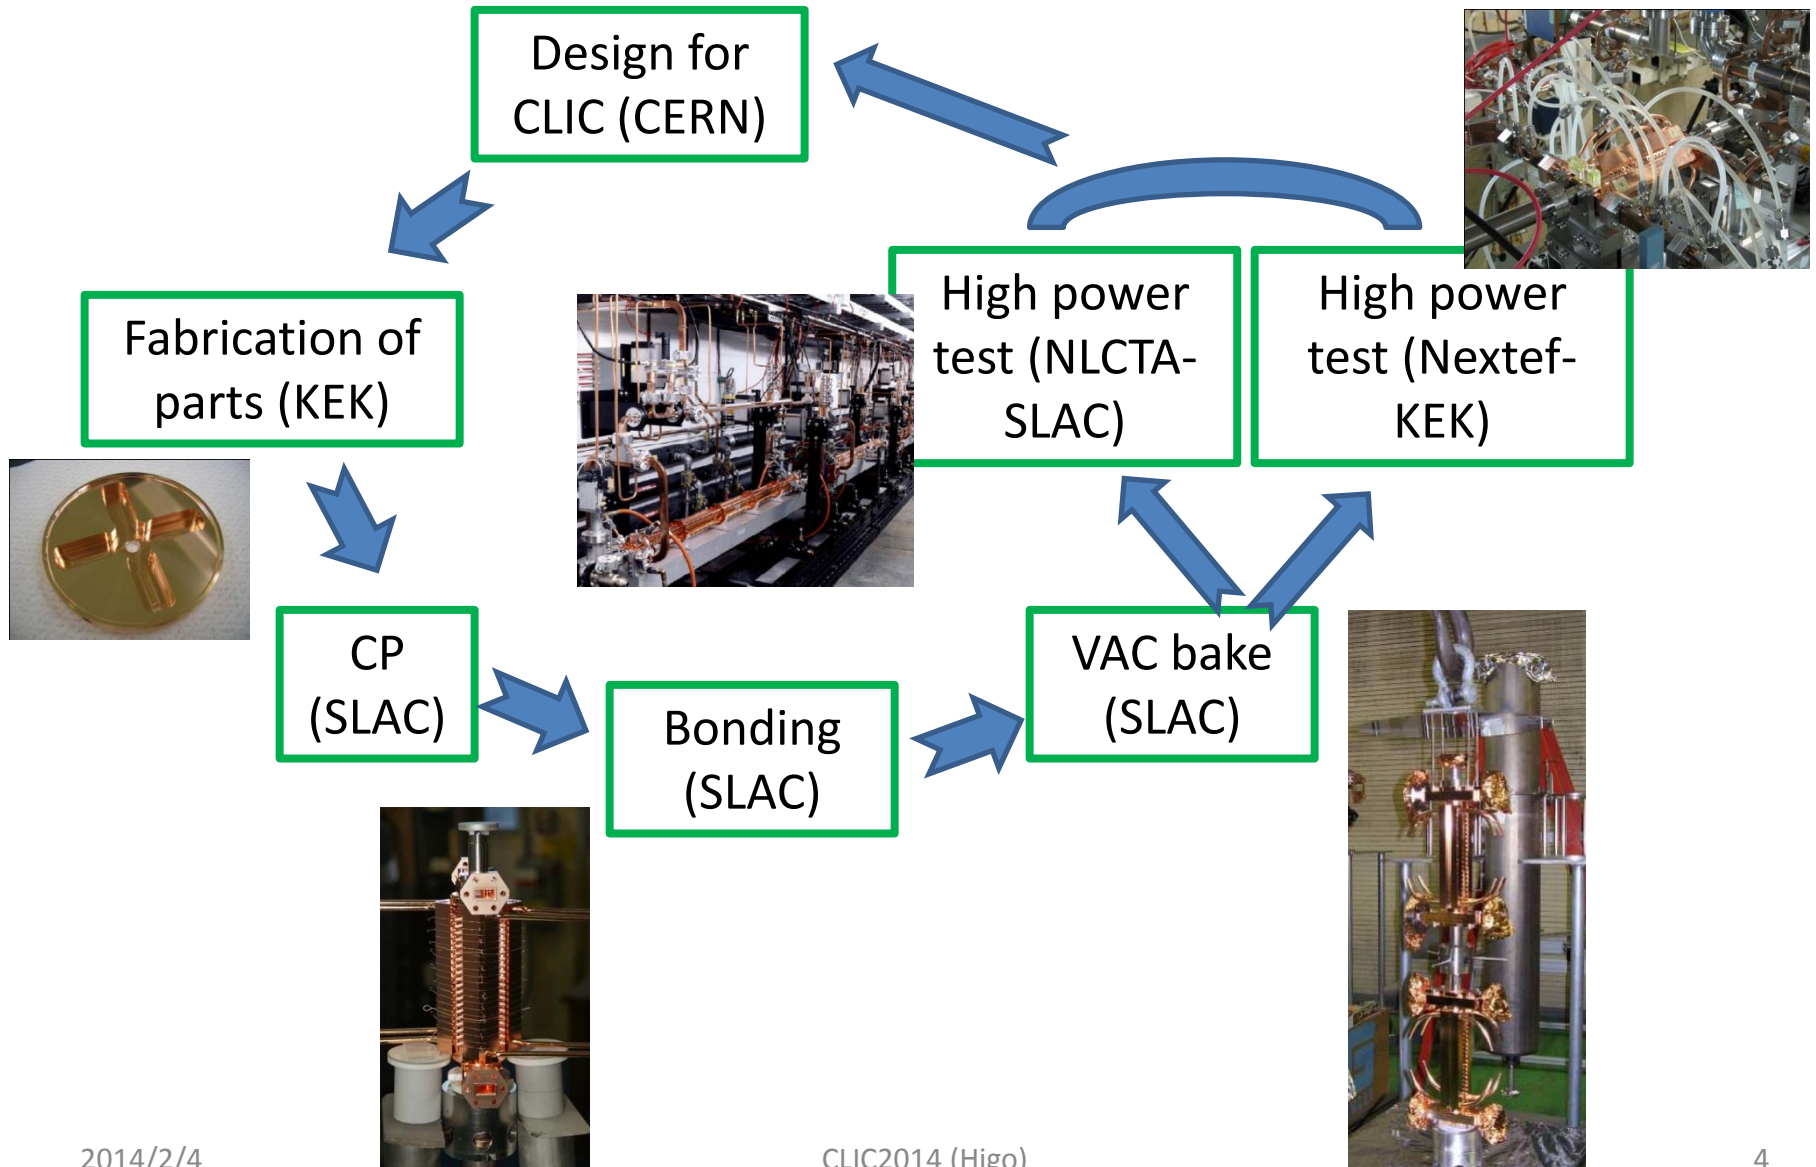 Design for
CLIC (CERN)
Fabrication of
parts (KEK)
High power
test (NLCTA-
SLAC)
High power
test (Nextef-
KEK)
CP
(SLAC)
Bonding
(SLAC)
VAC bake
(SLAC)
2014/2/4
CLIC2014 (Higo)
4